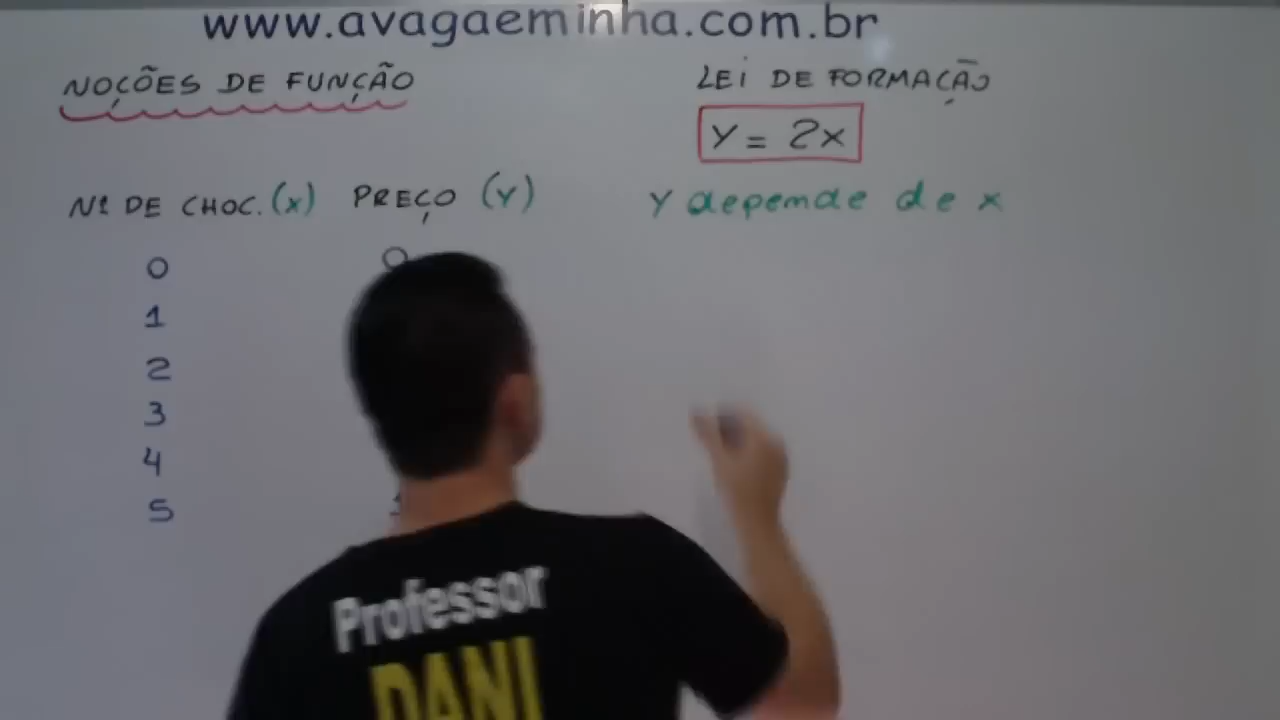 www.avagaeminha.com.br
NOÇÕES DE FUNÇÃO
LEI DE FORMAÇÃO
Y = 2x
Nº DE CHOC. (x) PREÇO (Y)
Y depende de x
0 0
1
2
3
4
5 1
Professor
DANI